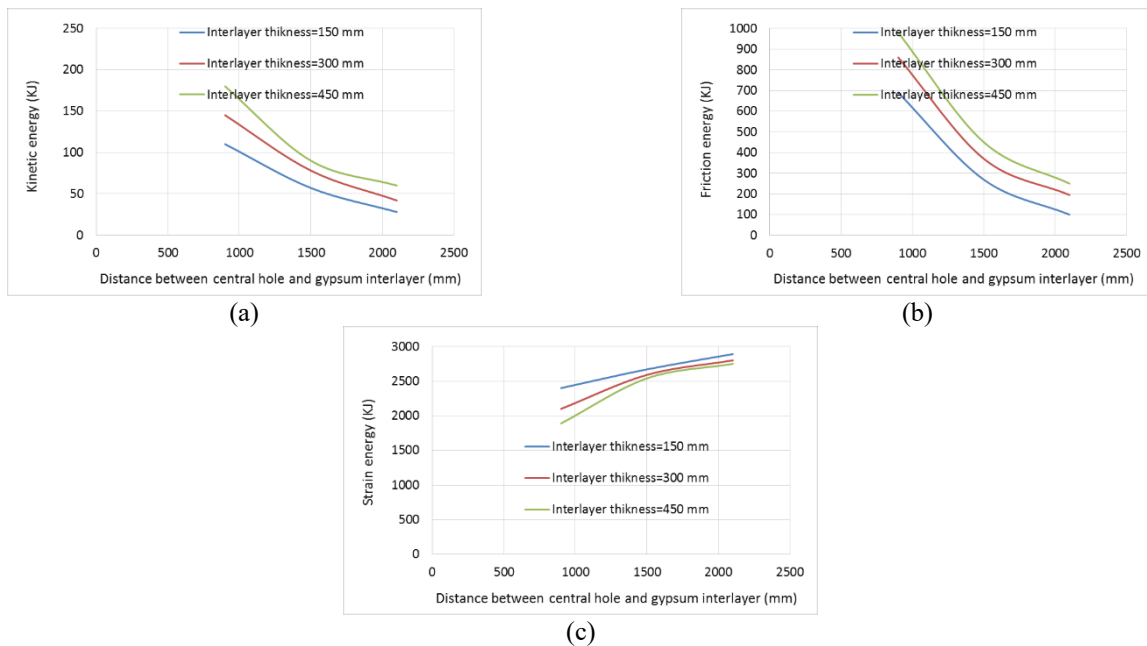 250
200
150
100
50
0
Kinetic energy (KJ)
Interlayer thikness=150 mm
Interlayer thikness=300 mm
Interlayer thikness=450 mm
0 500 1000 1500 2000 2500
Distance between central hole and gypsum interlayer (mm)
(a)
1000
900
800
700
600
500
400
300
200
100
0
Friction energy (KJ)
Interlayer thikness=150 mm
Interlayer thikness=300 mm
Interlayer thikness=450 mm
0 500 1000 1500 2000 2500
Distance between central hole and gypsum interlayer (mm)
(b)
3000
2500
2000
1500
1000
500
0
Strain energy (KJ)
Interlayer thikness=150 mm
Interlayer thikness=300 mm
Interlayer thikness=450 mm
0 500 1000 1500 2000 2500
Distance between central hole and gypsum interlayer (mm)
(c)